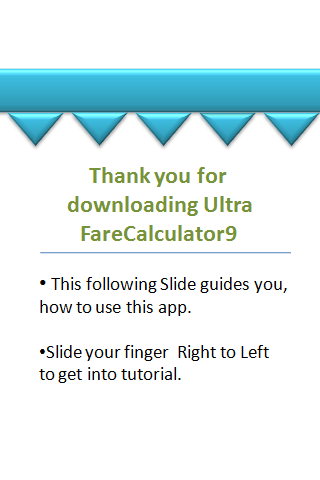 Thank you for
downloading Ultra
FareCalculator9
• This following Slide guides you,
how to use this app.
•Slide your finger  Right to Left
to get into tutorial.